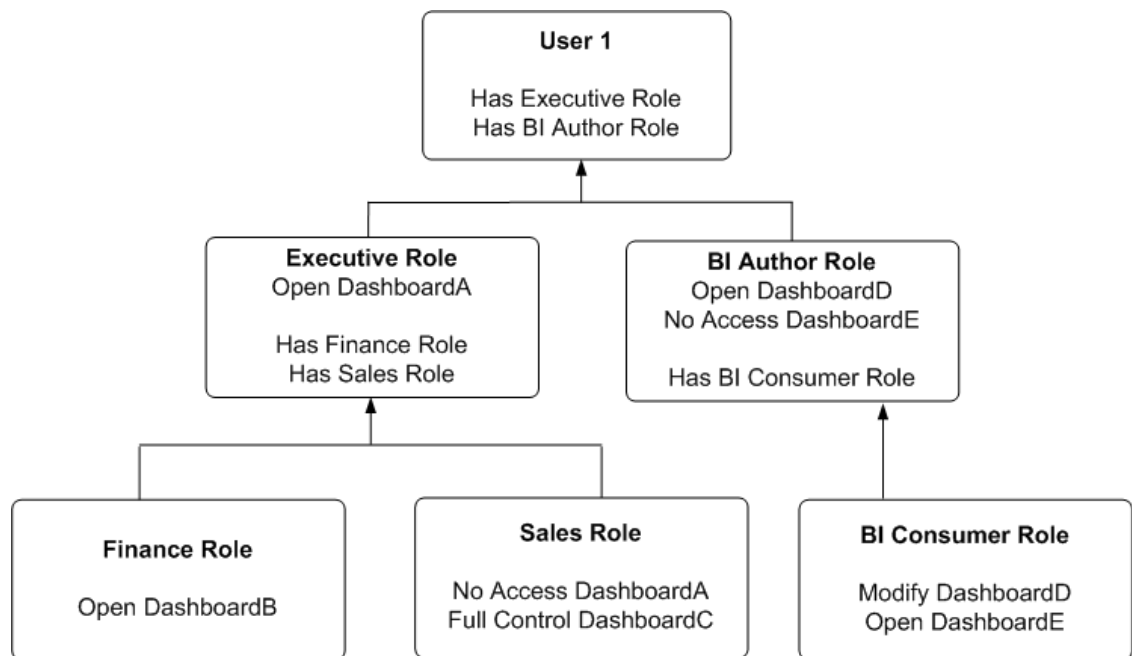 User 1
Has Executive Role
Has BI Author Role
Executive Role
Open DashboardA
Has Finance Role
Has Sales Role
BI Author Role
Open DashboardD
No Access DashboardE
Has BI Consumer Role
Finance Role
Open DashboardB
Sales Role
No Access DashboardA
Full Control DashboardC
BI Consumer Role
Modify DashboardD
Open DashboardE